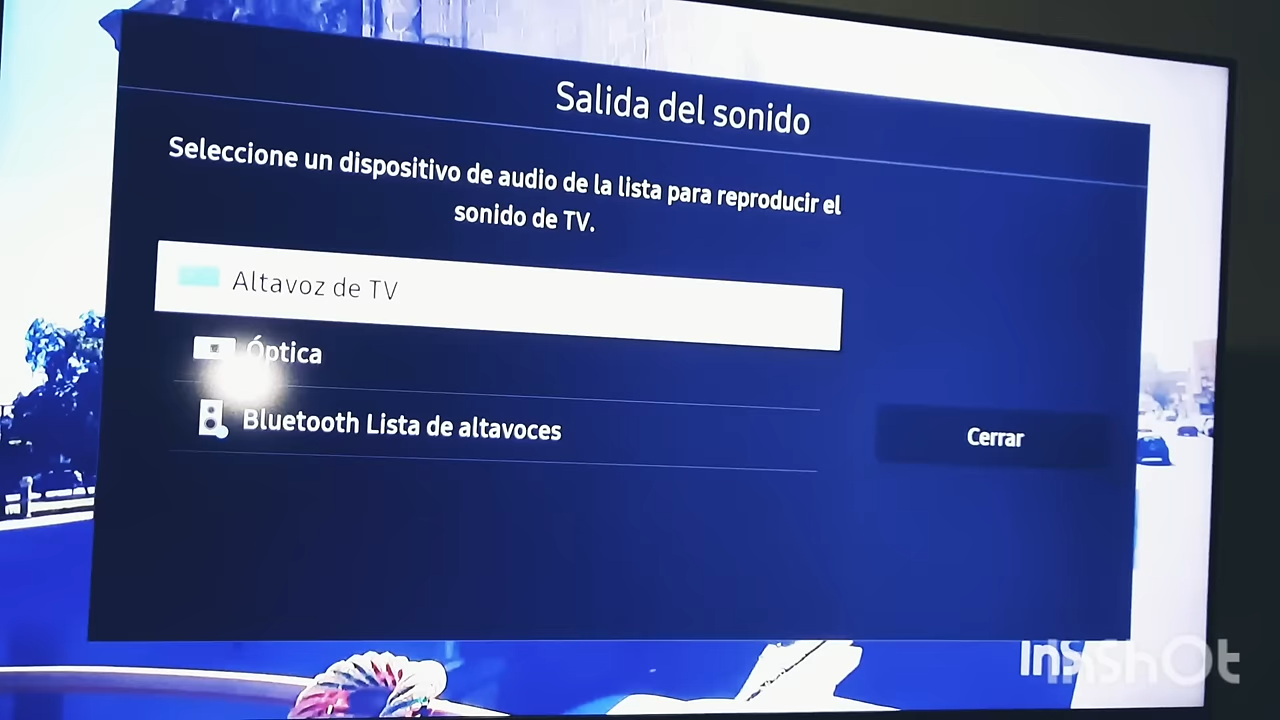 Salida del sonido
Seleccione un dispositivo de audio de la lista para reproducir el
sonido de TV.
Altavoz de TV
Óptica
Bluetooth Lista de altavoces
Cerrar